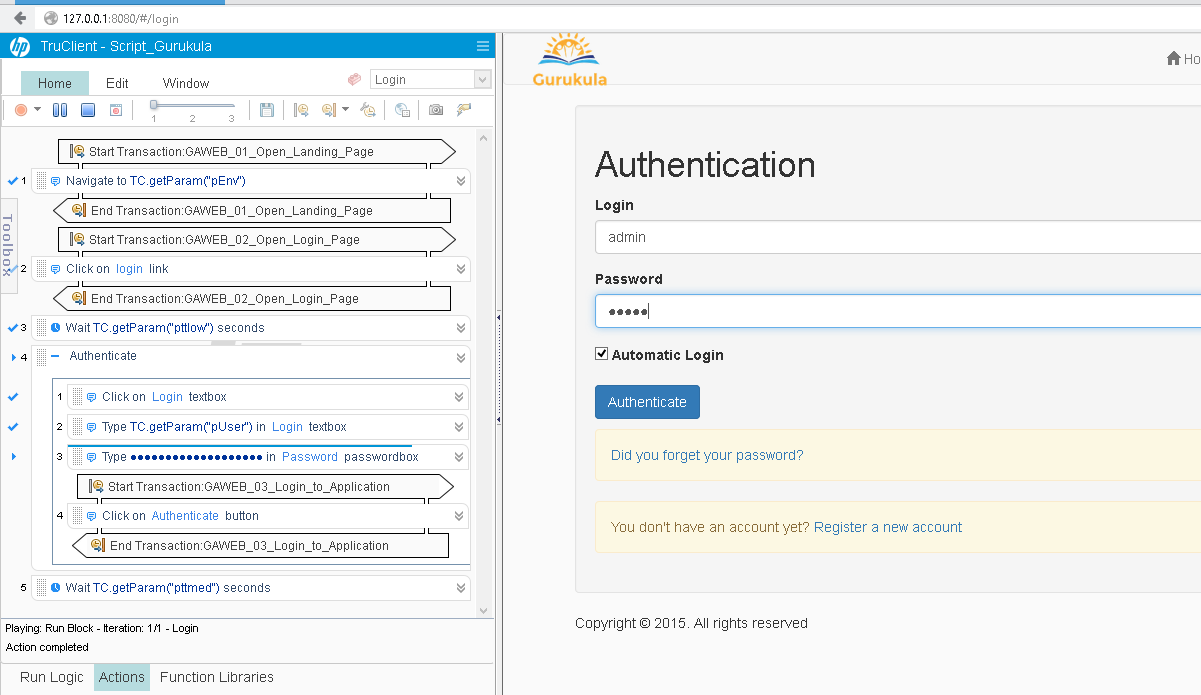 127.0.0.1:8080/#/login
hp TruClient - Script_Gurukula
Home Edit Window Login
1 2 3
Toolbox
Start Transaction:GAWEB_01_Open_Landing_Page
1 Navigate to TC.getParam("pEnv")
End Transaction:GAWEB_01_Open_Landing_Page
Start Transaction:GAWEB_02_Open_Login_Page
2 Click on login link
End Transaction:GAWEB_02_Open_Login_Page
3 Wait TC.getParam("pttlow") seconds
4 Authenticate
1 Click on Login textbox
2 Type TC.getParam("pUser") in Login textbox
3 Type ●●●●●●●●●●●●●●●●●●● in Password passwordbox
Start Transaction:GAWEB_03_Login_to_Application
4 Click on Authenticate button
End Transaction:GAWEB_03_Login_to_Application
5 Wait TC.getParam("pttmed") seconds
Playing: Run Block - Iteration: 1/1 - Login
Action completed
Run Logic Actions Function Libraries
Gurukula
Ho
Authentication
Login
admin
Password
●●●●●
Automatic Login
Authenticate
Did you forget your password?
You don't have an account yet? Register a new account
Copyright © 2015. All rights reserved